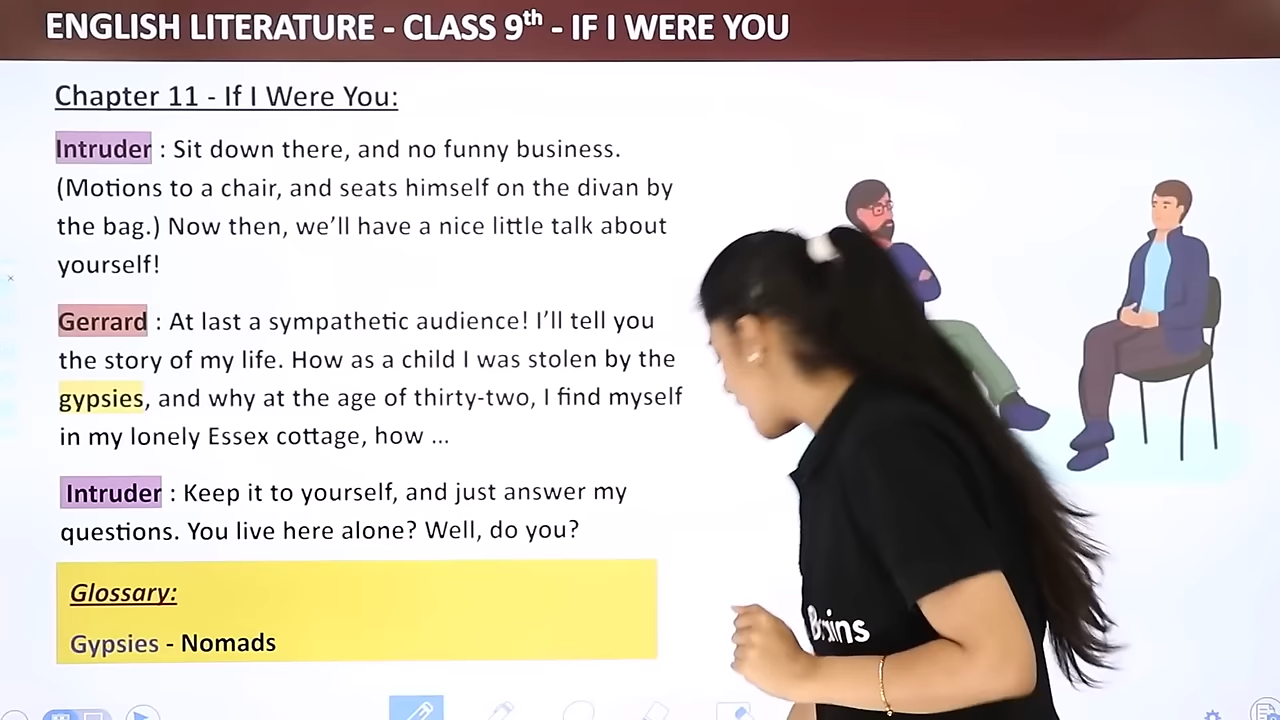 ENGLISH LITERATURE - CLASS 9th - IF I WERE YOU
Chapter 11 - If I Were You:
Intruder : Sit down there, and no funny business.
(Motions to a chair, and seats himself on the divan by
the bag.) Now then, we’ll have a nice little talk about
yourself!
Gerrard : At last a sympathetic audience! I’ll tell you
the story of my life. How as a child I was stolen by the
gypsies, and why at the age of thirty-two, I find myself
in my lonely Essex cottage, how ...
Intruder : Keep it to yourself, and just answer my
questions. You live here alone? Well, do you?
Glossary:
Gypsies - Nomads